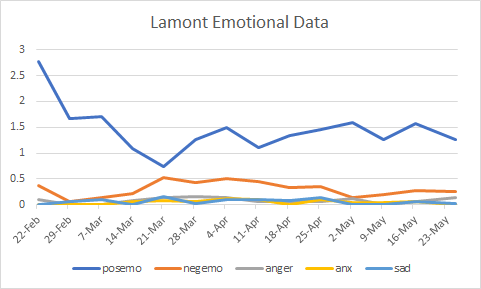 Lamont Emotional Data
3
2.5
2
1.5
1
0.5
0
22-Feb 29-Feb 7-Mar 14-Mar 21-Mar 28-Mar 4-Apr 11-Apr 18-Apr 25-Apr 2-May 9-May 16-May 23-May
posemo negemo anger anx sad